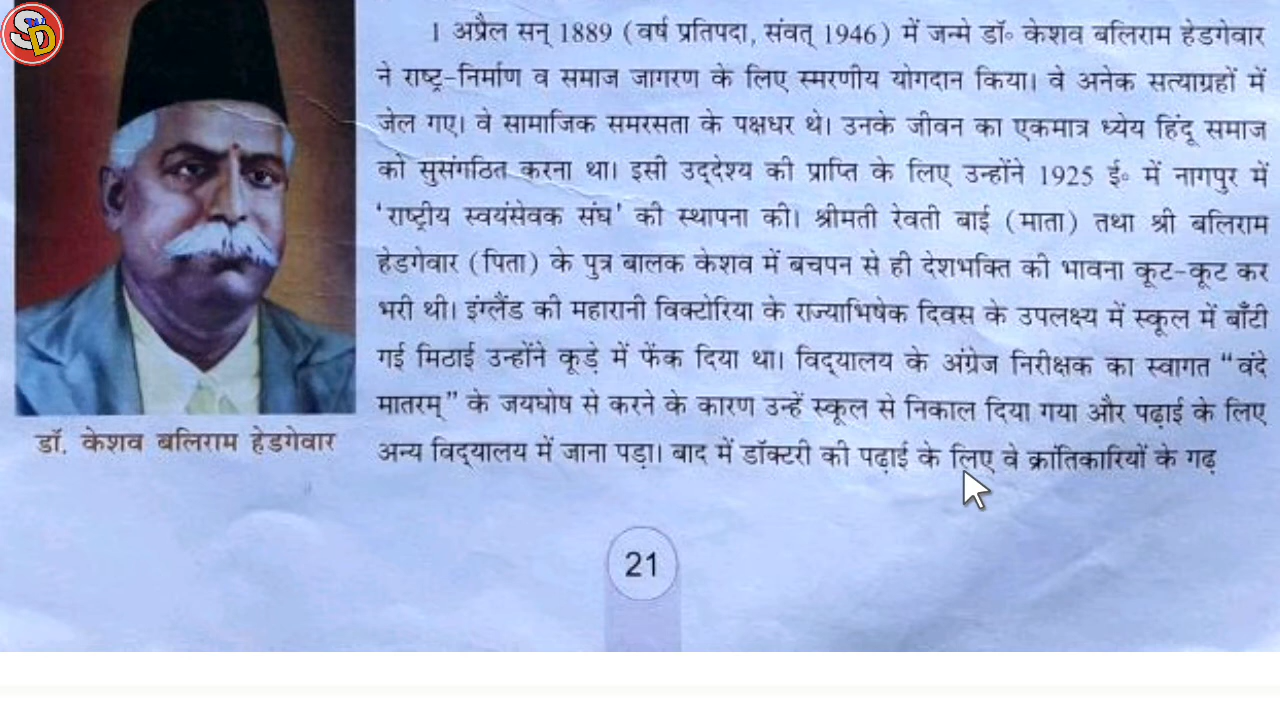 SD
1 अप्रैल सन् 1889 (वर्ष प्रतिपदा, संवत् 1946) में जन्मे डॉ॰ केशव बलिराम हेडगेवार
ने राष्ट्र-निर्माण व समाज जागरण के लिए स्मरणीय योगदान किया। वे अनेक सत्याग्रहों में
जेल गए। वे सामाजिक समरसता के पक्षधर थे। उनके जीवन का एकमात्र ध्येय हिंदू समाज
को सुसंगठित करना था। इसी उद्देश्य की प्राप्ति के लिए उन्होंने 1925 ई॰ में नागपुर में
'राष्ट्रीय स्वयंसेवक संघ' की स्थापना की। श्रीमती रेवती बाई (माता) तथा श्री बलिराम
हेडगेवार (पिता) के पुत्र बालक केशव में बचपन से ही देशभक्ति की भावना कूट-कूट कर
भरी थी। इंग्लैंड की महारानी विक्टोरिया के राज्याभिषेक दिवस के उपलक्ष्य में स्कूल में बाँटी
गई मिठाई उन्होंने कूड़े में फेंक दिया था। विद्यालय के अंग्रेज निरीक्षक का स्वागत “वंदे
मातरम्” के जयघोष से करने के कारण उन्हें स्कूल से निकाल दिया गया और पढ़ाई के लिए
अन्य विद्यालय में जाना पड़ा। बाद में डॉक्टरी की पढ़ाई के लिए वे क्रांतिकारियों के गढ़
डॉ. केशव बलिराम हेडगेवार
21